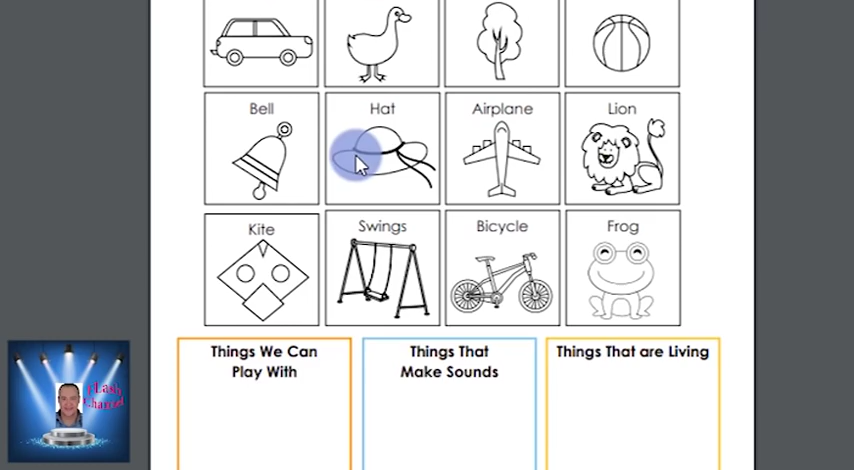 Bell
Hat
Airplane
Lion
Kite
Swings
Bicycle
Frog
Things We Can
Play With
Things That
Make Sounds
Things That are Living